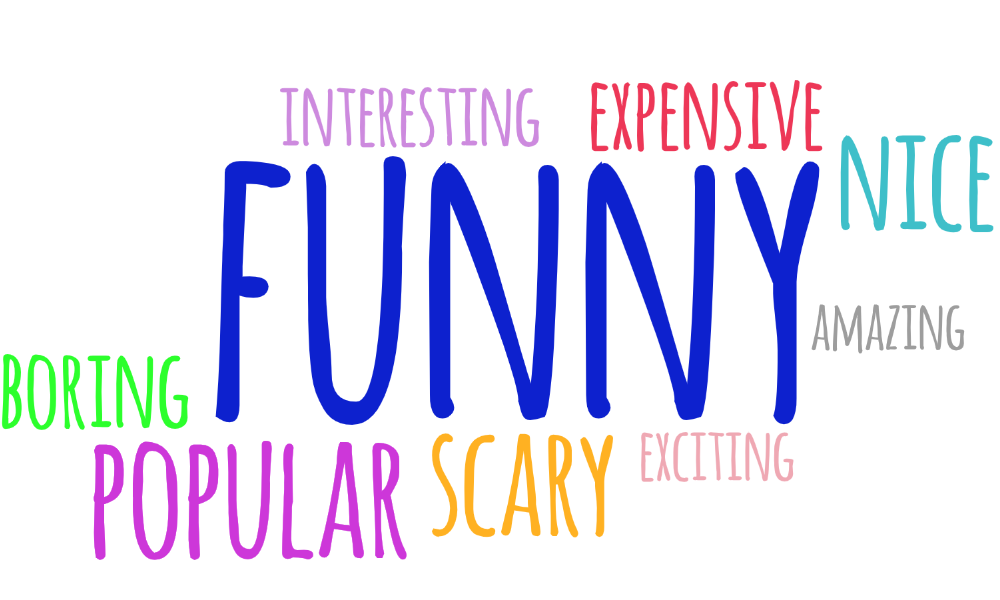 INTERESTING
EXPENSIVE
NICE
FUNNY
AMAZING
BORING
POPULAR
SCARY
EXCITING